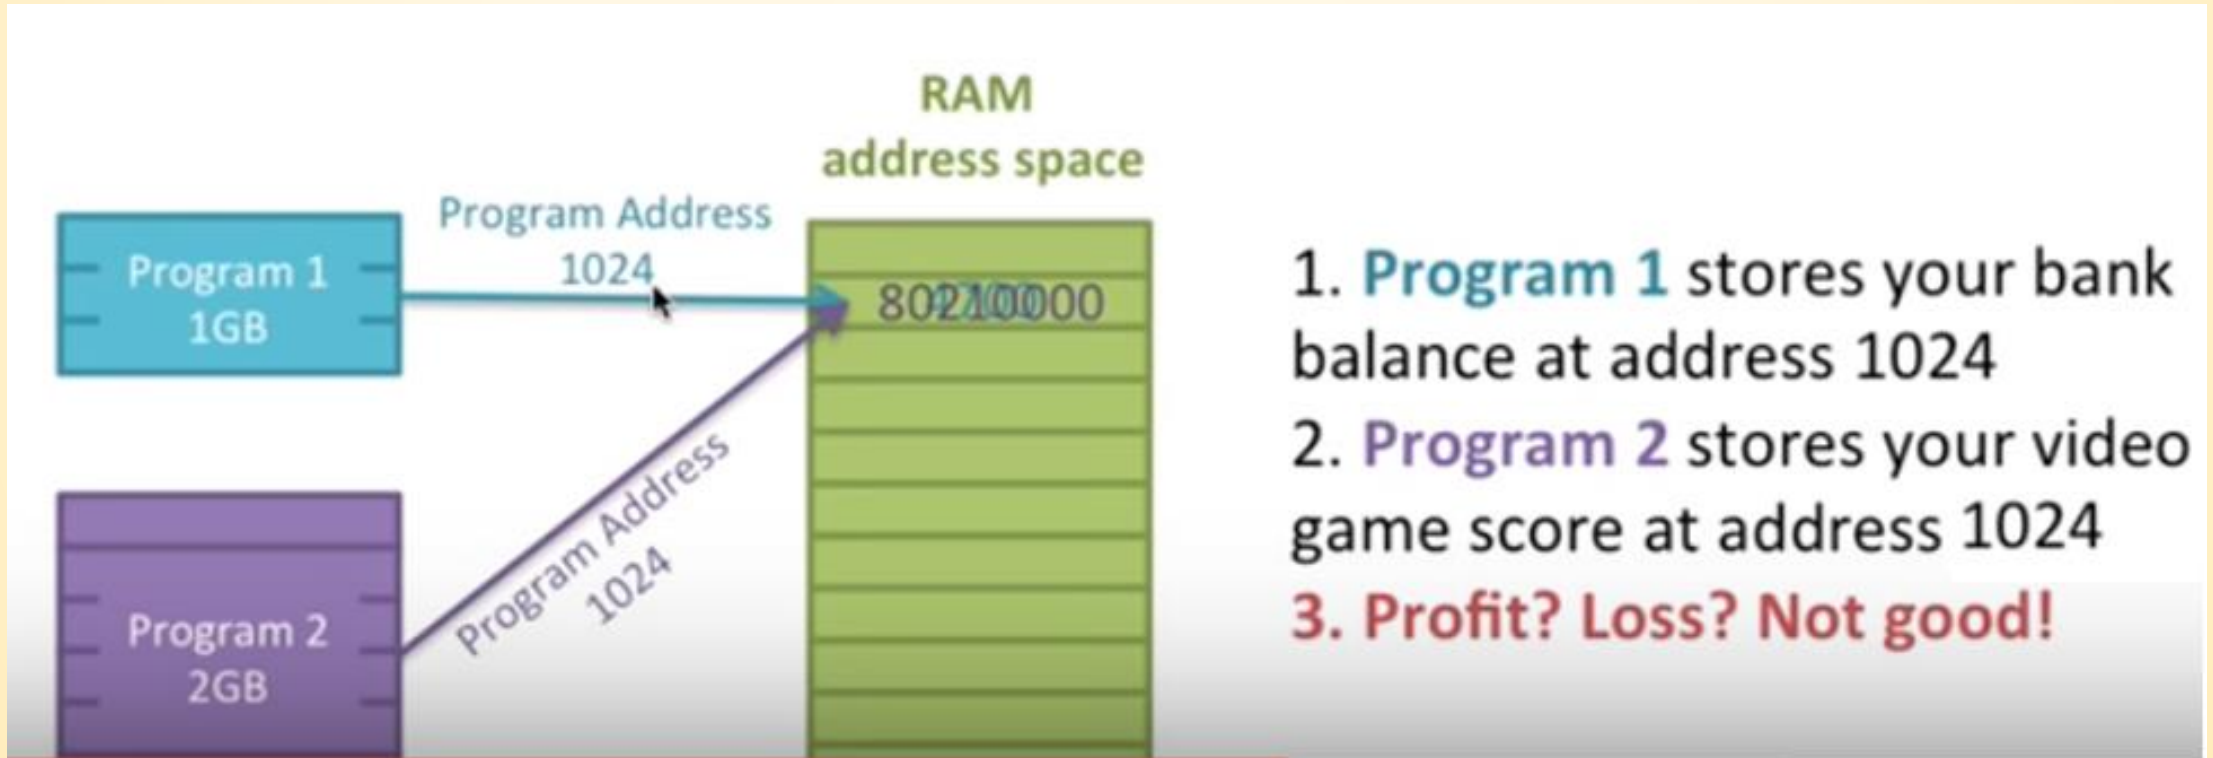 RAM
address space
Program Address
1024
Program 1
1GB
80210000
Program Address
1024
Program 2
2GB
1. Program 1 stores your bank
balance at address 1024
2. Program 2 stores your video
game score at address 1024
3. Profit? Loss? Not good!